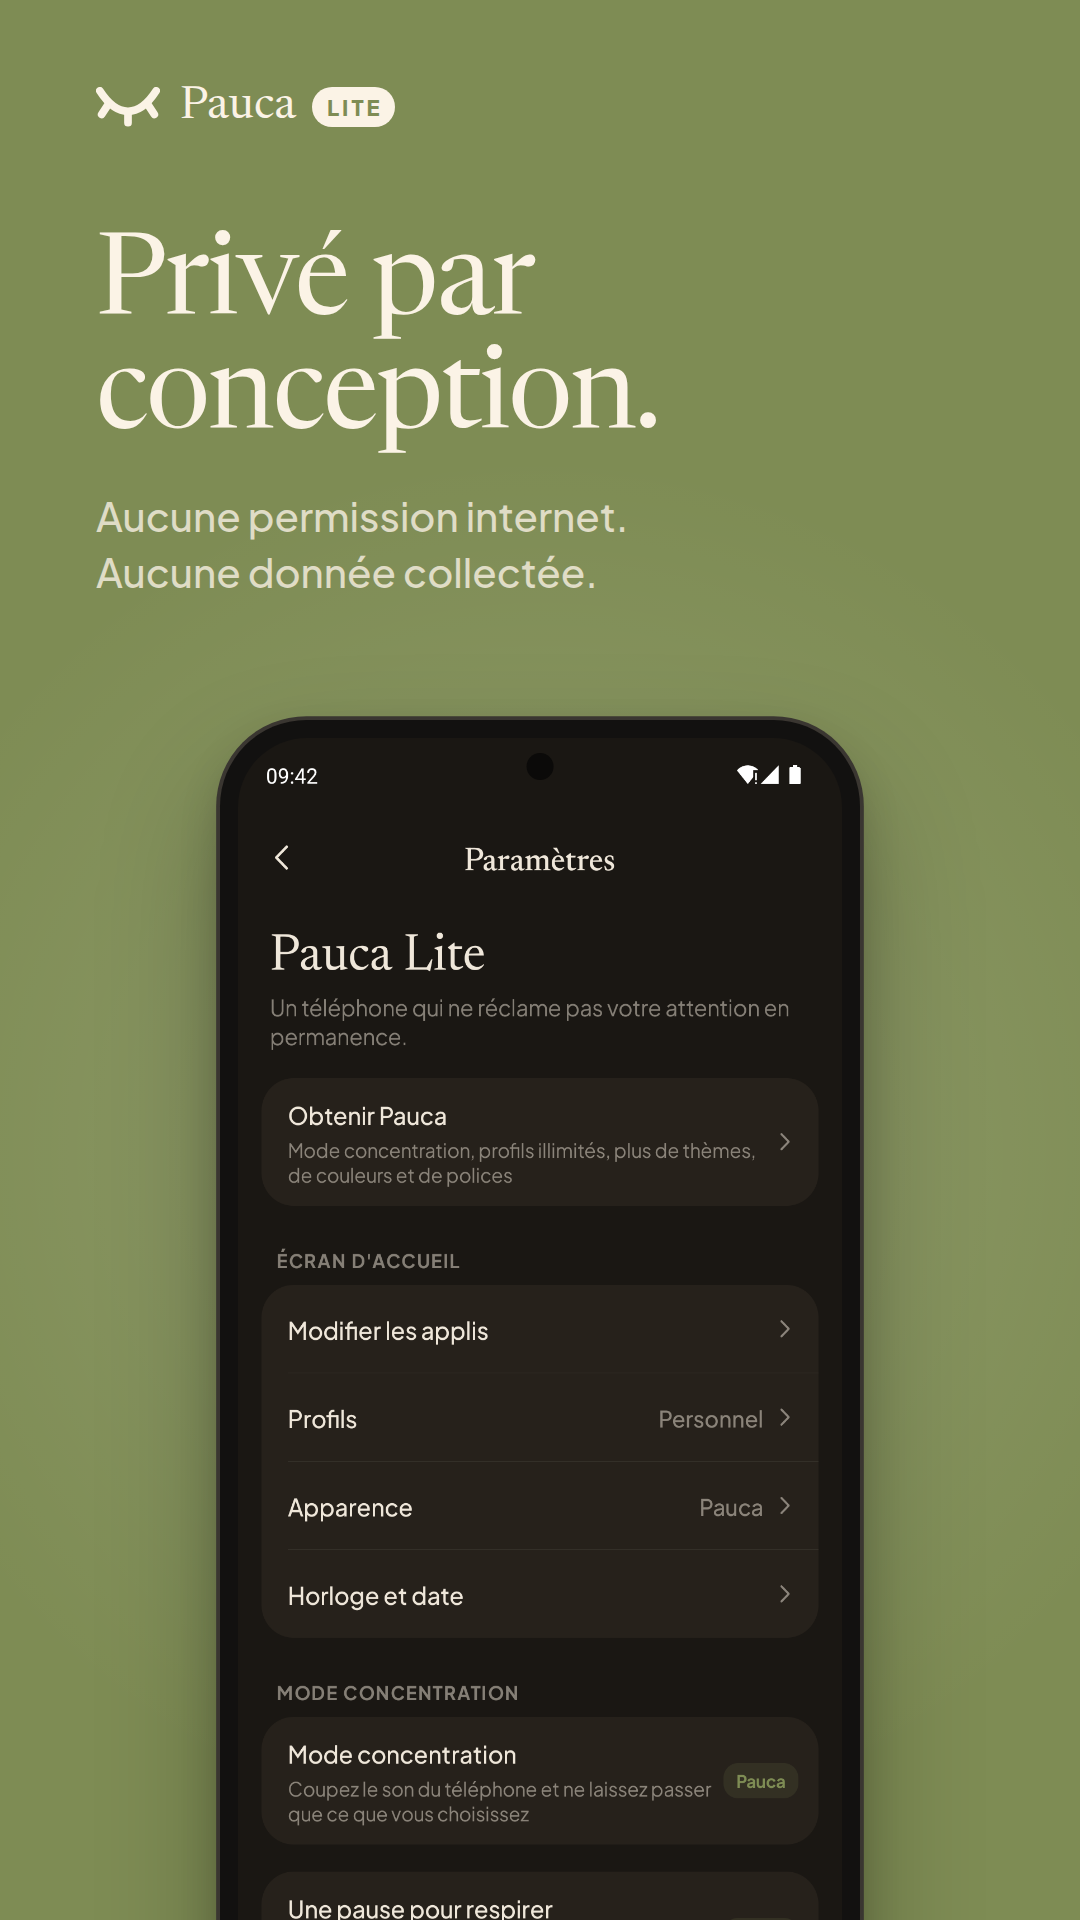 Pauca LITE
Privé par
conception.
Aucune permission internet.
Aucune donnée collectée.
09:42
Paramètres
Pauca Lite
Un téléphone qui ne réclame pas votre attention en
permanence.
Obtenir Pauca
Mode concentration, profils illimités, plus de thèmes,
de couleurs et de polices
ÉCRAN D'ACCUEIL
Modifier les applis
Profils Personnel
Apparence Pauca
Horloge et date
MODE CONCENTRATION
Mode concentration
Coupez le son du téléphone et ne laissez passer
que ce que vous choisissez
Pauca
Une pause pour respirer